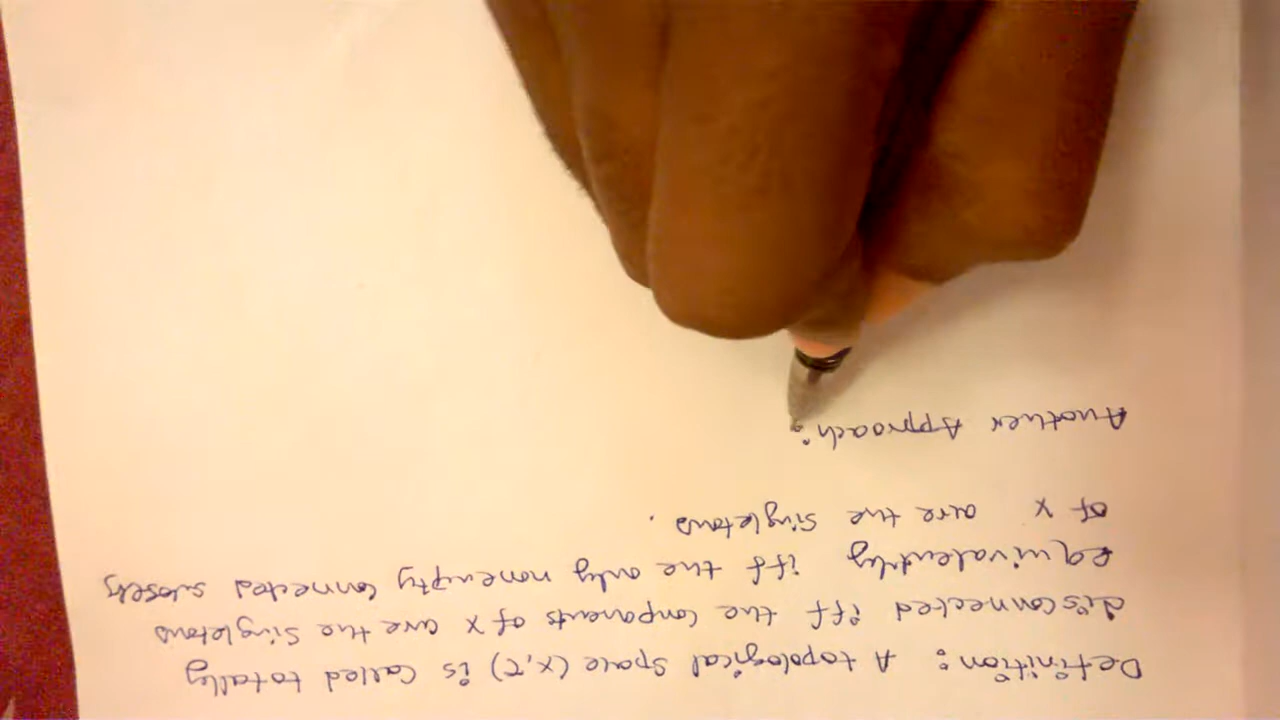 Definition: A topological space (X,τ) is called totally
disconnected iff the components of X are the singletons
equivalently iff the only nonempty connected subsets
of X are the singletons.
Another Approach: